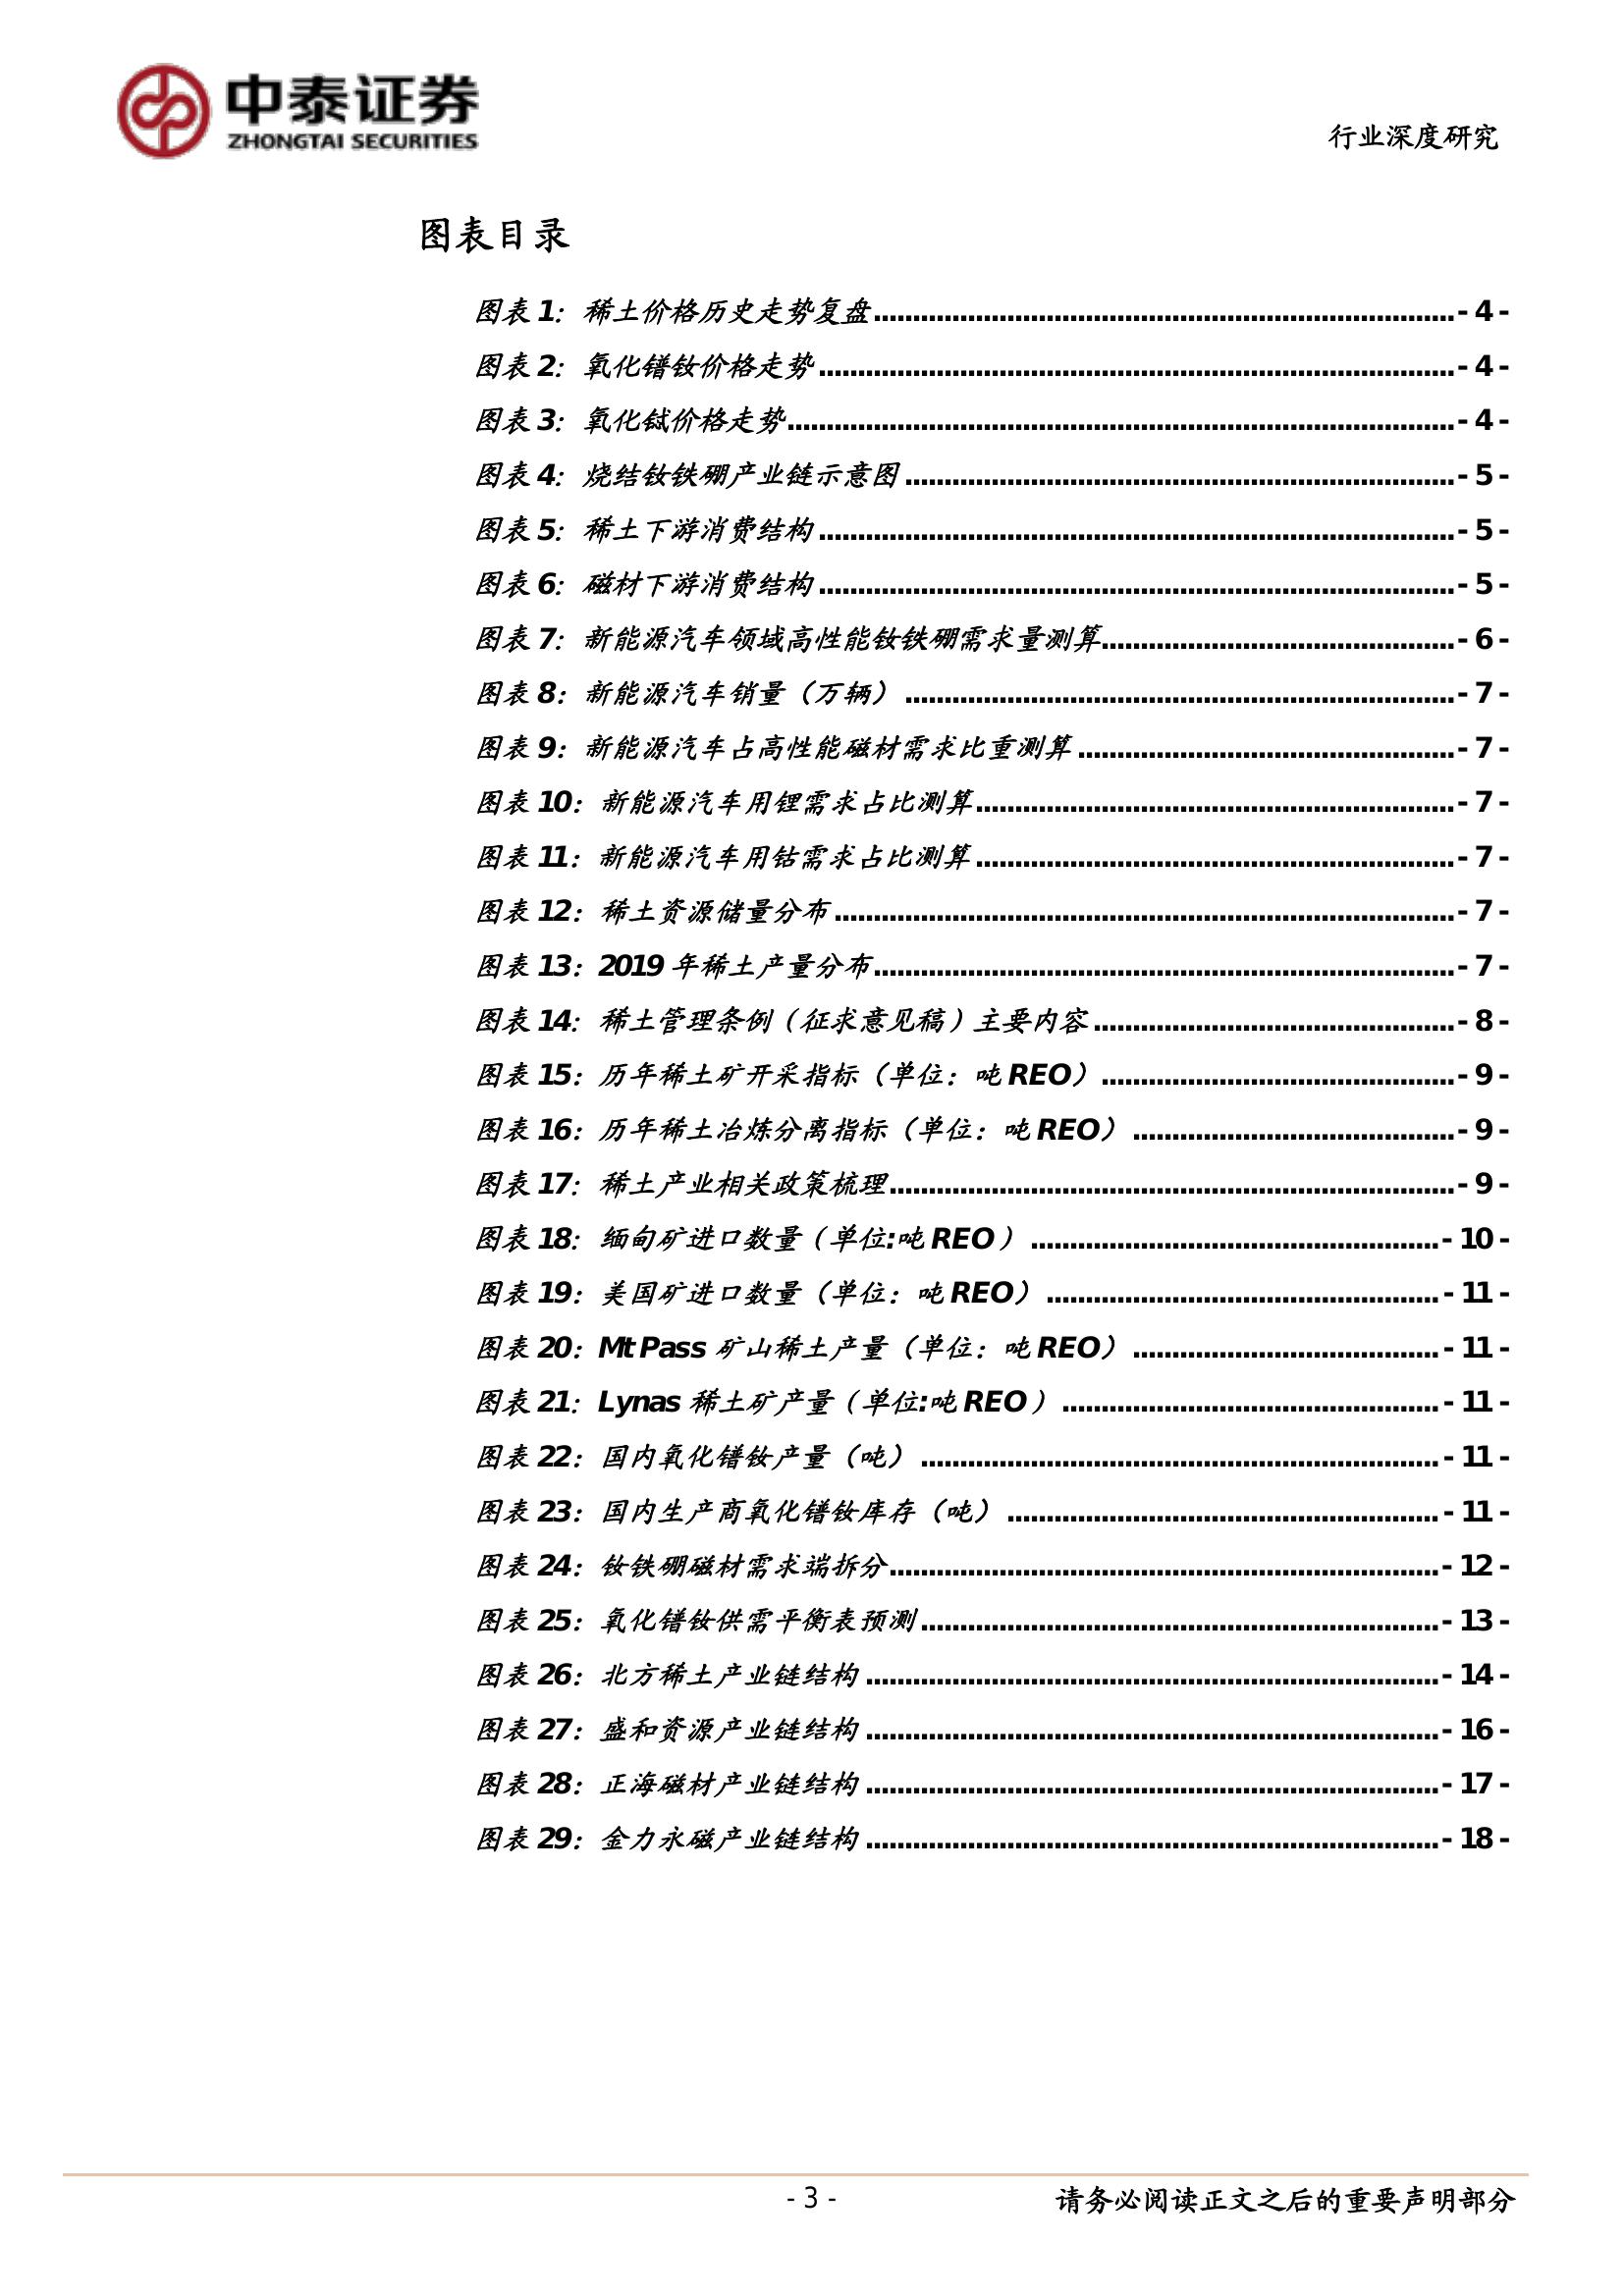 中泰证券
ZHONGTAI SECURITIES
行业深度研究
图表目录
图表 1：稀土价格历史走势复盘 - 4 -
图表 2：氧化镨钕价格走势 - 4 -
图表 3：氧化铽价格走势 - 4 -
图表 4：烧结钕铁硼产业链示意图 - 5 -
图表 5：稀土下游消费结构 - 5 -
图表 6：磁材下游消费结构 - 5 -
图表 7：新能源汽车领域高性能钕铁硼需求量测算 - 6 -
图表 8：新能源汽车销量（万辆） - 7 -
图表 9：新能源汽车占高性能磁材需求比重测算 - 7 -
图表 10：新能源汽车用锂需求占比测算 - 7 -
图表 11：新能源汽车用钴需求占比测算 - 7 -
图表 12：稀土资源储量分布 - 7 -
图表 13：2019 年稀土产量分布 - 7 -
图表 14：稀土管理条例（征求意见稿）主要内容 - 8 -
图表 15：历年稀土矿开采指标（单位：吨 REO） - 9 -
图表 16：历年稀土冶炼分离指标（单位：吨 REO） - 9 -
图表 17：稀土产业相关政策梳理 - 9 -
图表 18：缅甸矿进口数量（单位:吨 REO） - 10 -
图表 19：美国矿进口数量（单位：吨 REO） - 11 -
图表 20：Mt Pass 矿山稀土产量（单位：吨 REO） - 11 -
图表 21：Lynas 稀土矿产量（单位:吨 REO） - 11 -
图表 22：国内氧化镨钕产量（吨） - 11 -
图表 23：国内生产商氧化镨钕库存（吨） - 11 -
图表 24：钕铁硼磁材需求端拆分 - 12 -
图表 25：氧化镨钕供需平衡表预测 - 13 -
图表 26：北方稀土产业链结构 - 14 -
图表 27：盛和资源产业链结构 - 16 -
图表 28：正海磁材产业链结构 - 17 -
图表 29：金力永磁产业链结构 - 18 -
- 3 -
请务必阅读正文之后的重要声明部分